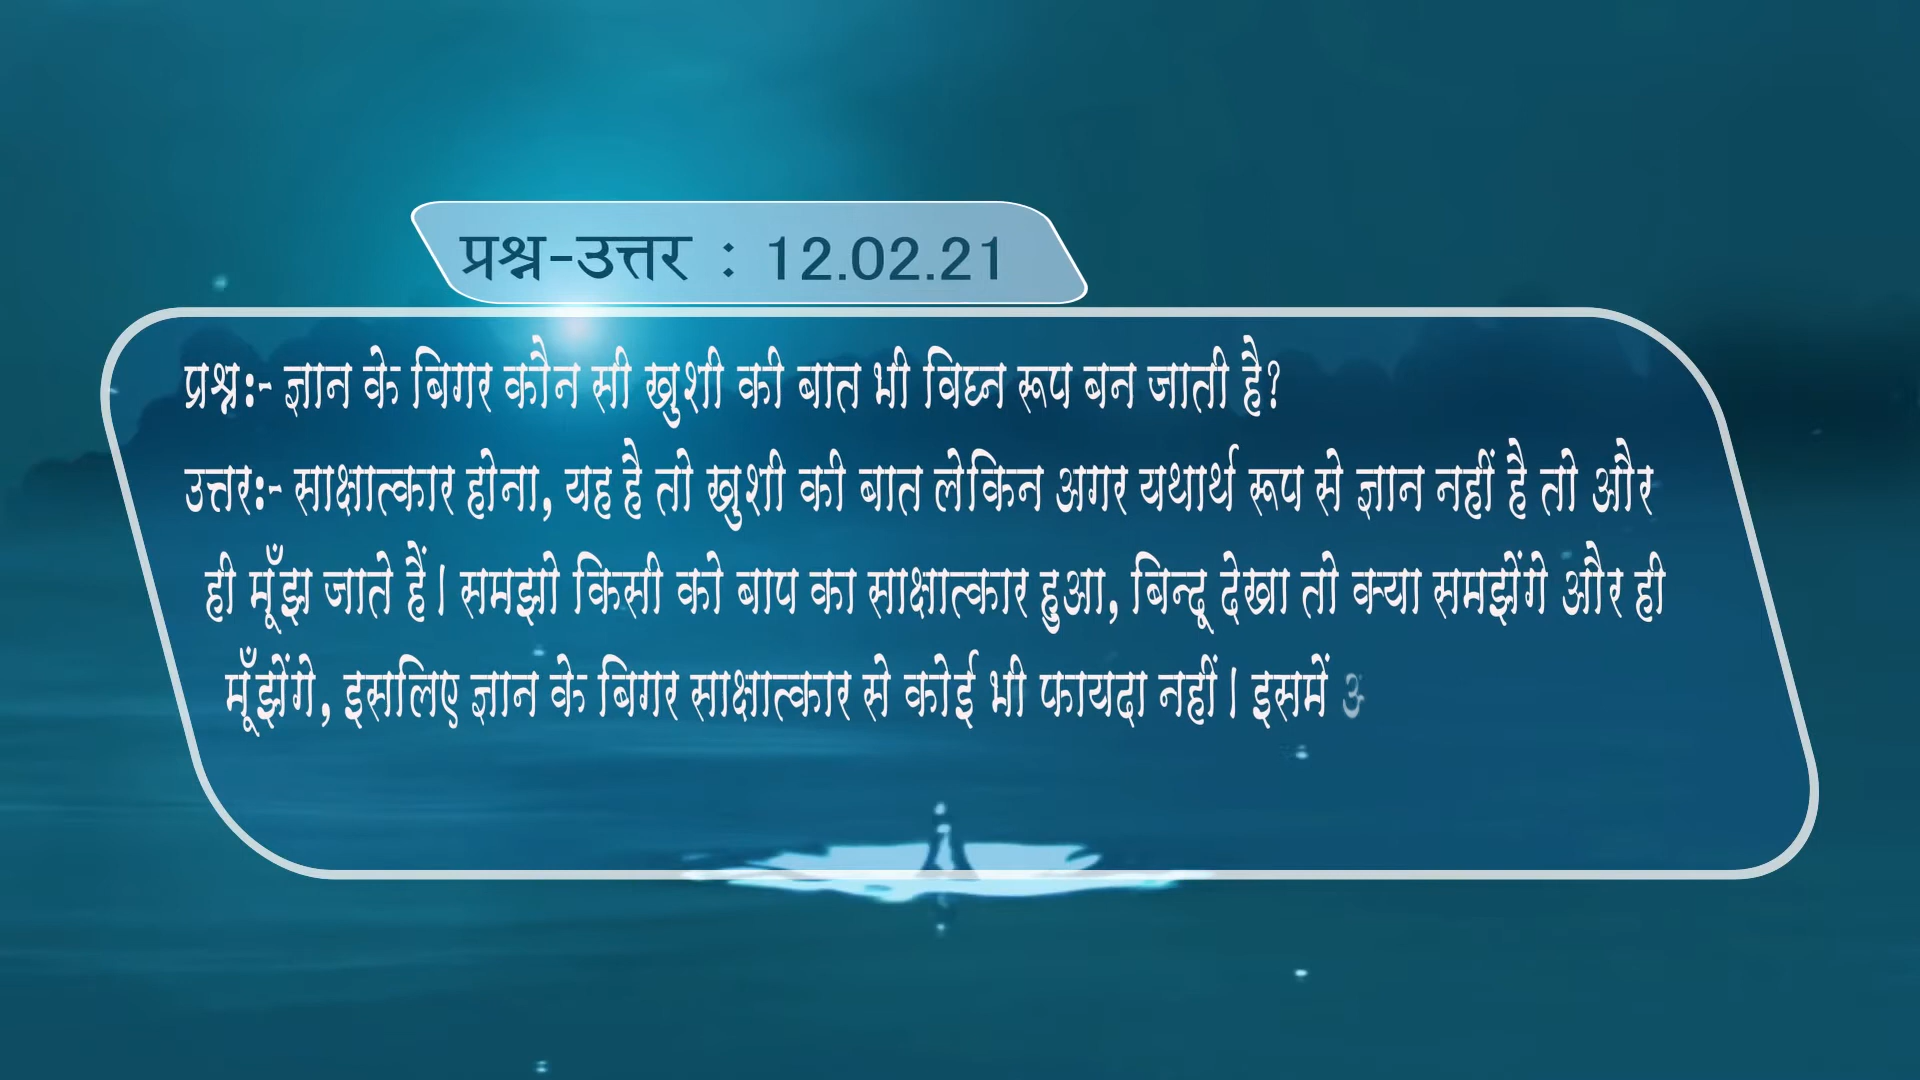 प्रश्न-उत्तर : 12.02.21
प्रश्न:- ज्ञान के बिगर कौन सी खुशी की बात भी विघ्न रूप बन जाती है?
उत्तर:- साक्षात्कार होना, यह है तो खुशी की बात लेकिन अगर यथार्थ रूप से ज्ञान नहीं है तो और
ही मूँझ जाते हैं। समझो किसी को बाप का साक्षात्कार हुआ, बिन्दू देखा तो क्या समझेंगे और ही
मूँझेंगे, इसलिए ज्ञान के बिगर साक्षात्कार से कोई भी फायदा नहीं। इसमें